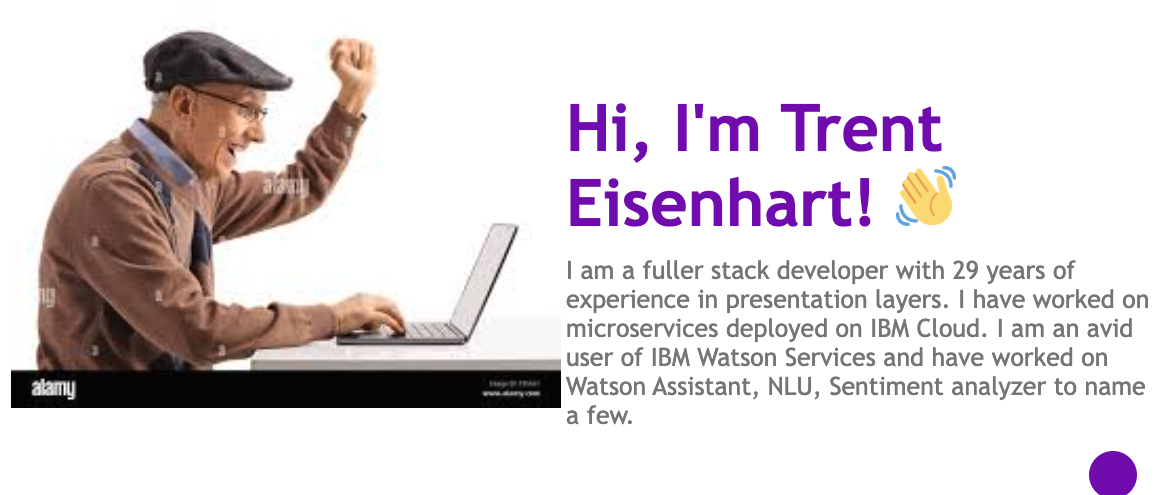 Hi, I'm Trent
Eisenhart! 👋
I am a fuller stack developer with 29 years of
experience in presentation layers. I have worked on
microservices deployed on IBM Cloud. I am an avid
user of IBM Watson Services and have worked on
Watson Assistant, NLU, Sentiment analyzer to name
a few.
a
a
alamy
a
a
a
a
a
alamy
www.alamy.com